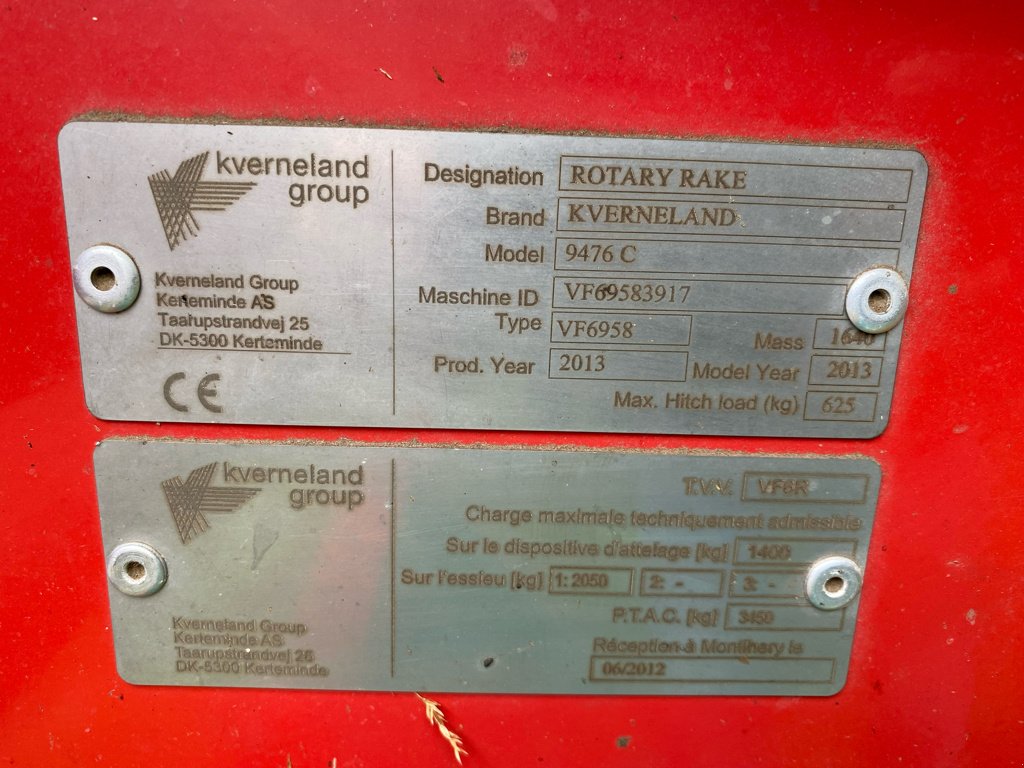 kverneland
group
Kverneland Group
Kerteminde AS
Taarupstrandvej 25
DK-5300 Kerteminde
CE
Designation ROTARY RAKE
Brand KVERNELAND
Model 9476 C
Maschine ID VF69583917
Type VF6958
Mass 1640
Prod. Year 2013 Model Year 2013
Max. Hitch load (kg) 625
kverneland
group
Kverneland Group
Kerteminde AS
Taarupstrandvej 25
DK-5300 Kerteminde
T.V.V. VF6R
Charge maximale techniquement admissible
Sur le dispositive d'attelage [kg] 1400
Sur l'essieu [kg] 1: 2050 2: - 3: -
P.T.A.C. [kg] 3450
Réception à Montlhery le
06/2012